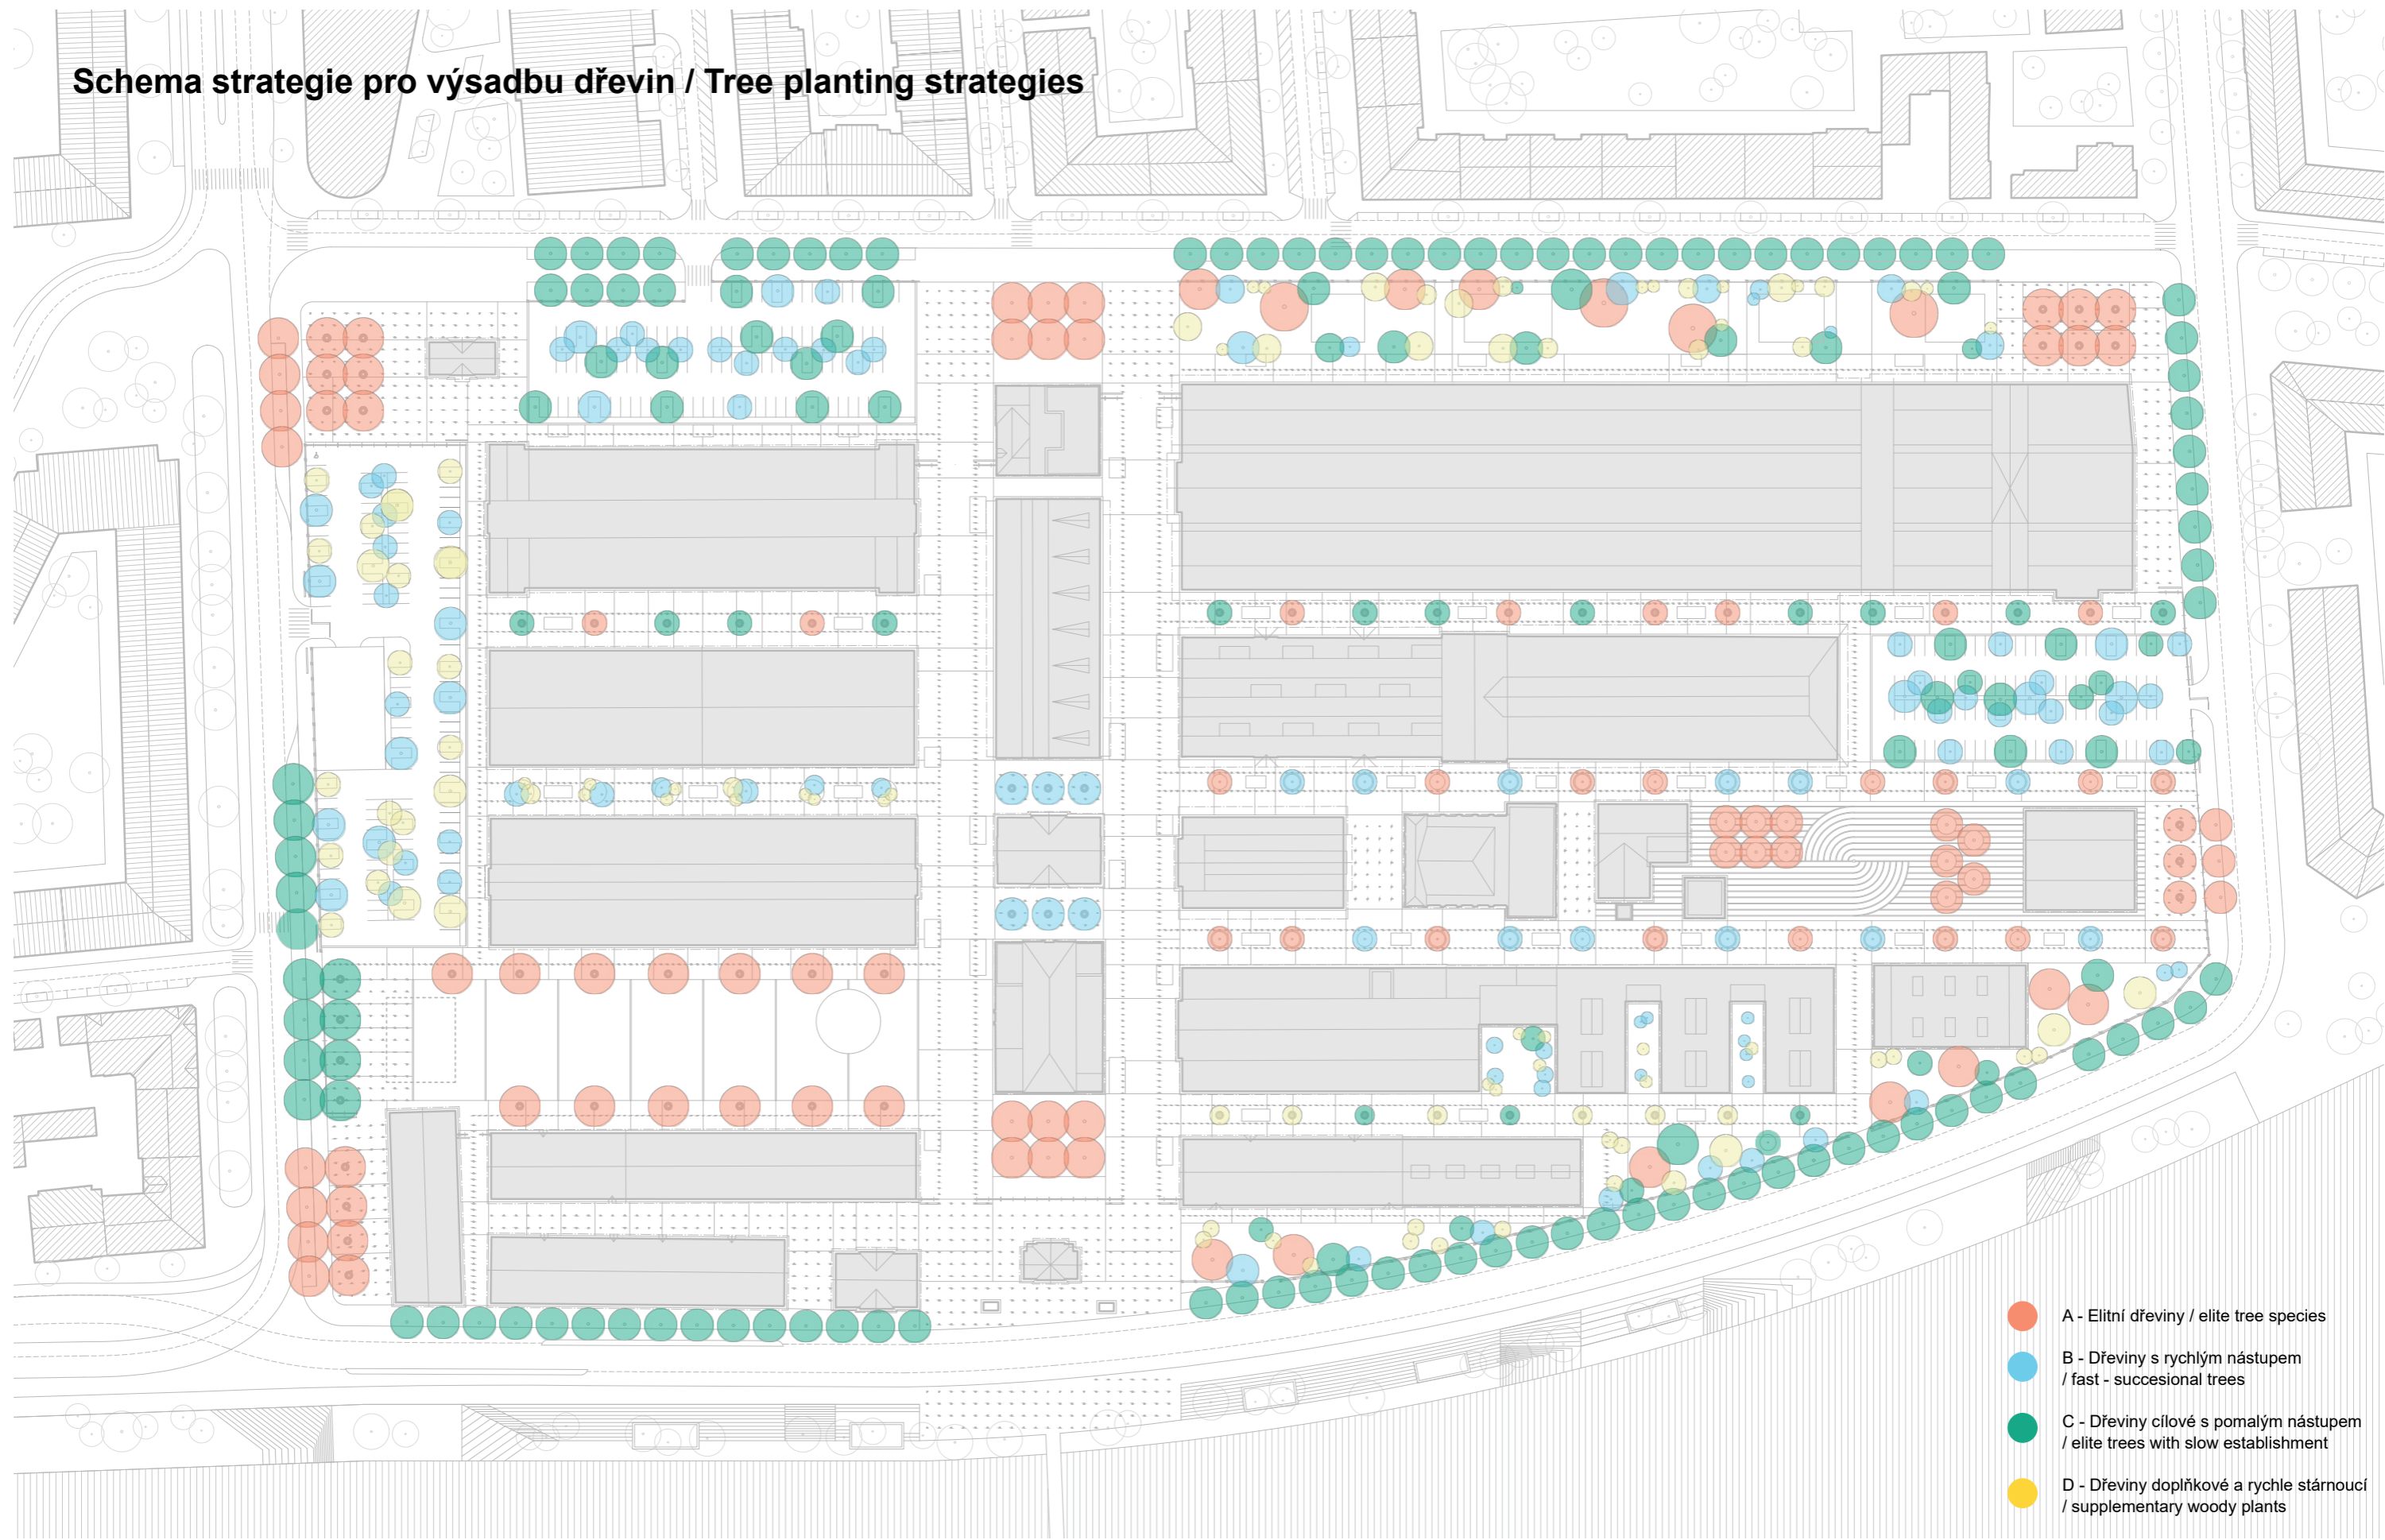 Schema strategie pro výsadbu dřevin / Tree planting strategies
A - Elitní dřeviny / elite tree species
B - Dřeviny s rychlým nástupem
/ fast - succesional trees
C - Dřeviny cílové s pomalým nástupem
/ elite trees with slow establishment
D - Dřeviny doplňkové a rychle stárnoucí
/ supplementary woody plants